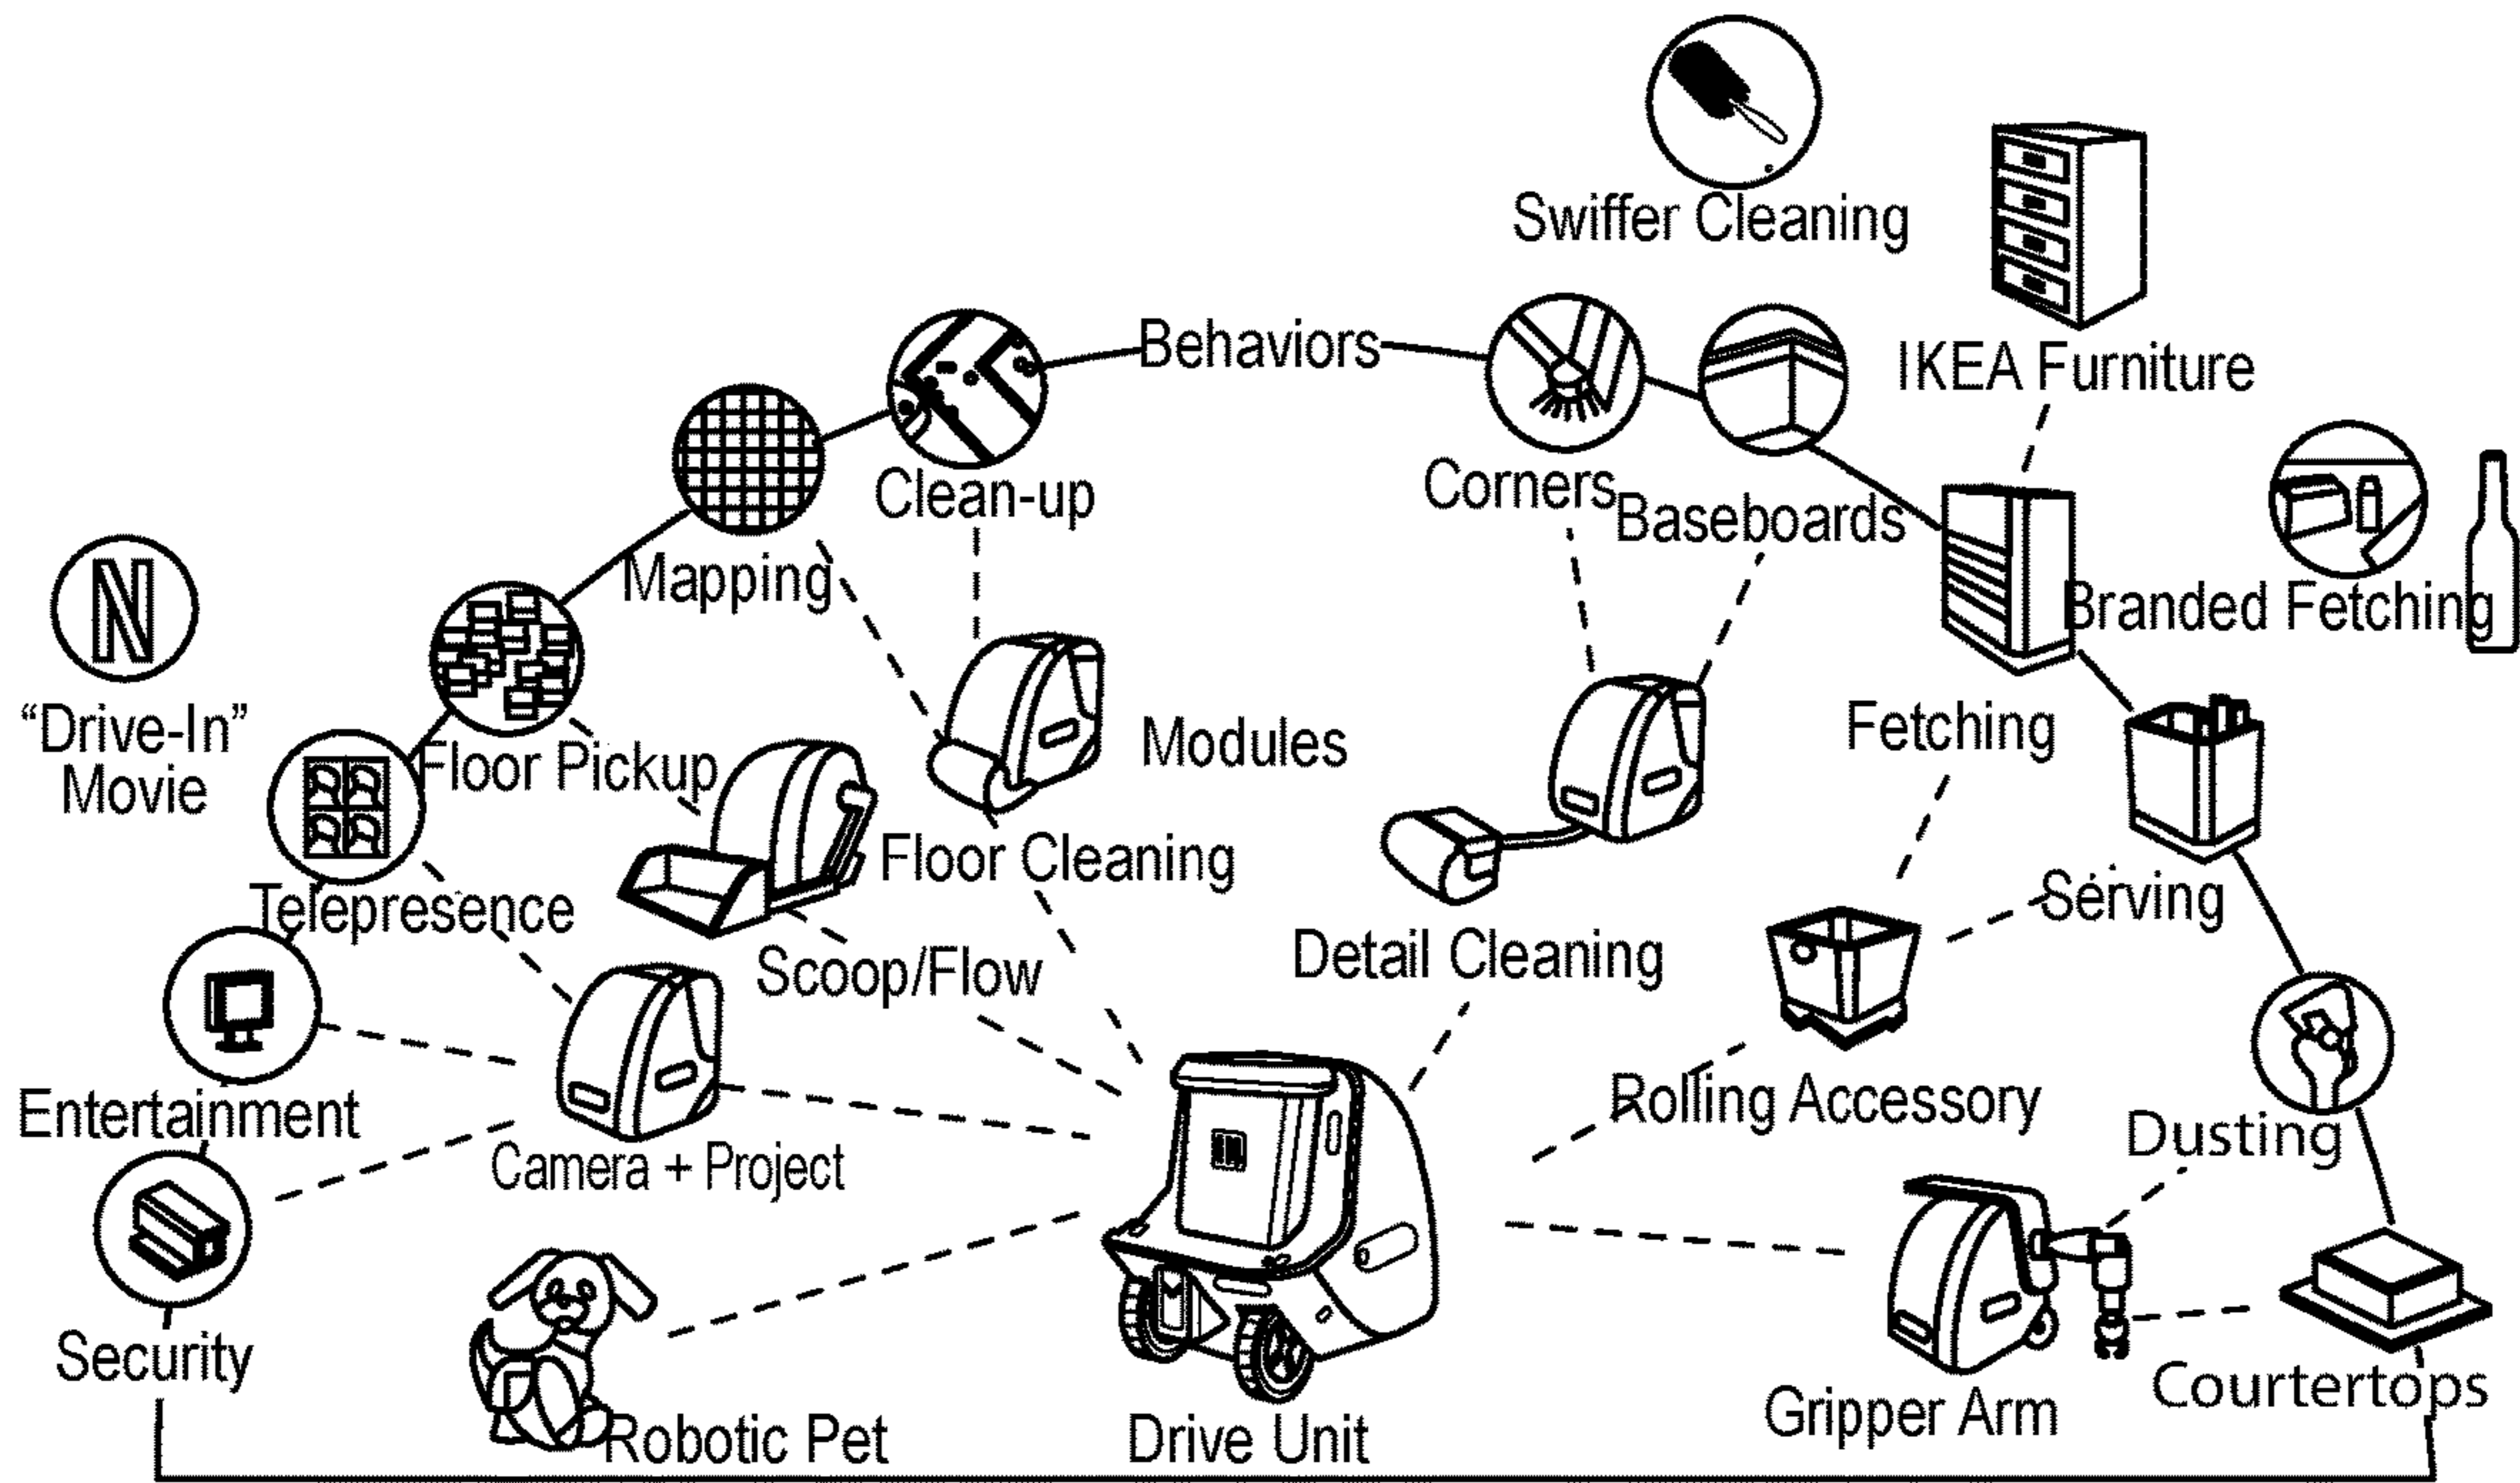 Swiffer Cleaning
Behaviors
IKEA Furniture
Clean-up
Corners
Baseboards
Mapping
Branded Fetching
N
"Drive-In"
Movie
Floor Pickup
Modules
Fetching
Floor Cleaning
Telepresence
Serving
Scoop/Flow
Detail Cleaning
Entertainment
Rolling Accessory
Camera + Project
Dusting
Security
Courtertops
Gripper Arm
Robotic Pet
Drive Unit